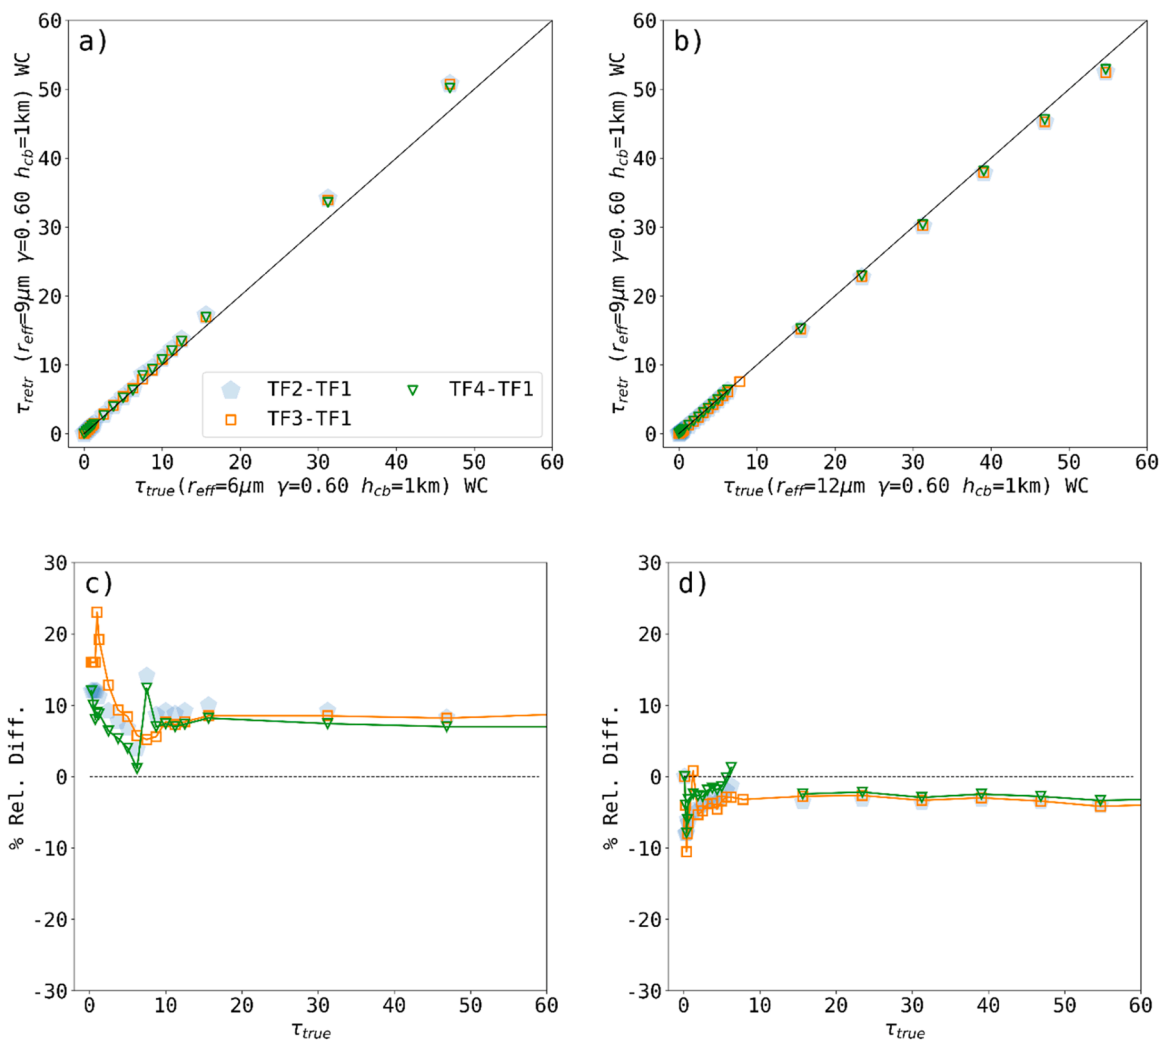 a)
60
50
40
30
20
10
0
τretr (reff=9μm γ=0.60 hcb=1km) WC
TF2-TF1
TF3-TF1
TF4-TF1
0 10 20 30 40 50 60
τtrue(reff=6μm γ=0.60 hcb=1km) WC
b)
60
50
40
30
20
10
0
τretr (reff=9μm γ=0.60 hcb=1km) WC
0 10 20 30 40 50 60
τtrue(reff=12μm γ=0.60 hcb=1km) WC
c)
30
20
10
0
-10
-20
-30
% Rel. Diff.
0 10 20 30 40 50 60
τtrue
d)
30
20
10
0
-10
-20
-30
% Rel. Diff.
0 10 20 30 40 50 60
τtrue